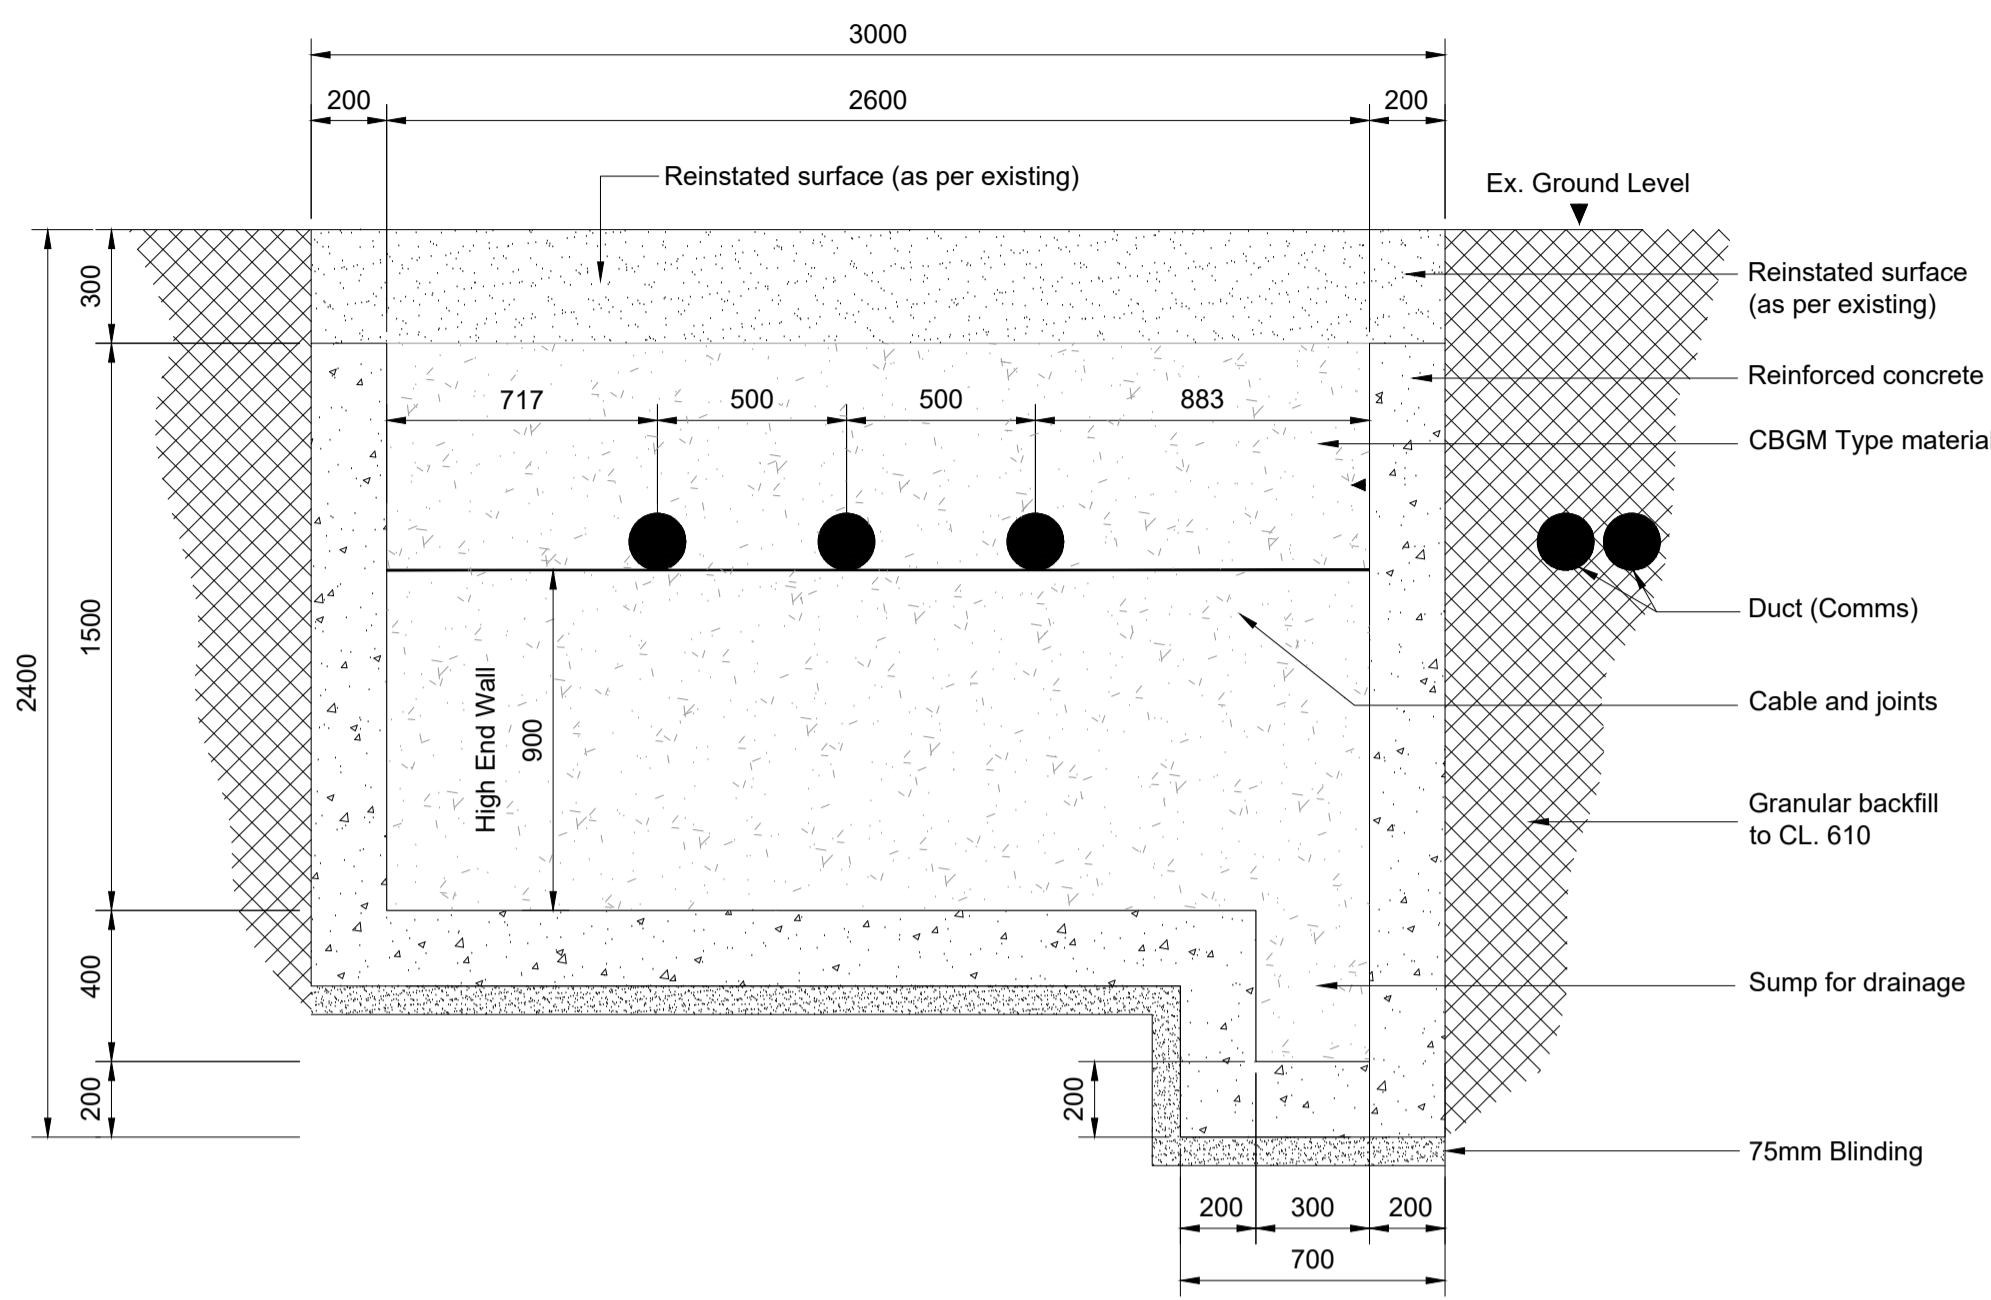 3000
200
2600
200
Reinstated surface (as per existing)
Ex. Ground Level
300
Reinstated surface
(as per existing)
Reinforced concrete
717
500
500
883
CBGM Type material
1500
2400
Duct (Comms)
High End Wall
900
Cable and joints
Granular backfill
to CL. 610
400
Sump for drainage
200
200
75mm Blinding
200
300
200
700